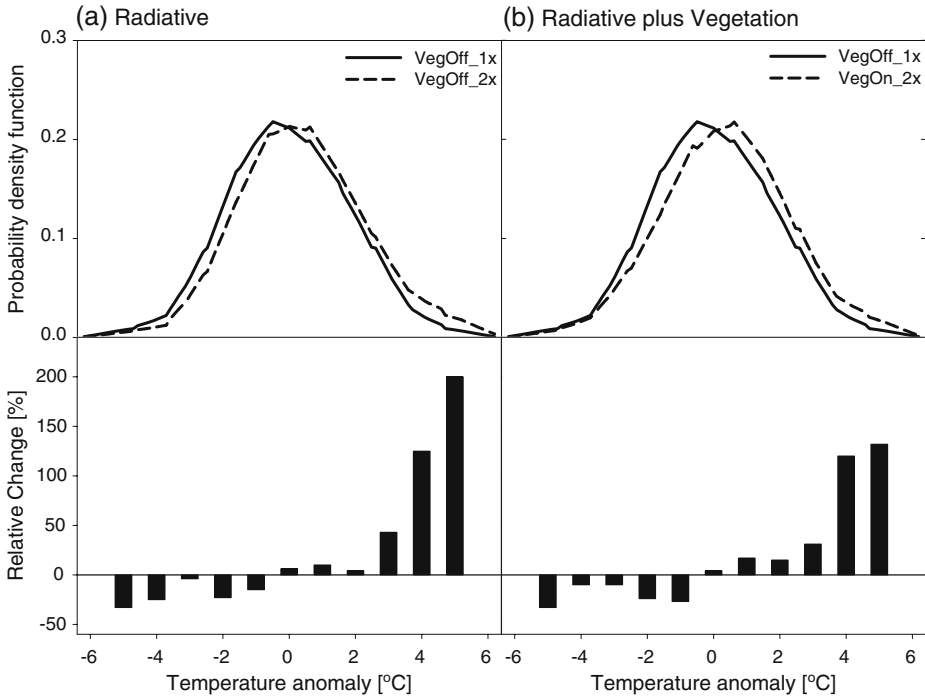 (a) Radiative
(b) Radiative plus Vegetation
Probability density function
0.3
0.2
0.1
0.0
VegOff_1x
VegOff_2x
VegOff_1x
VegOn_2x
Relative Change [%]
200
150
100
50
0
-50
-6 -4 -2 0 2 4 6
-6 -4 -2 0 2 4 6
Temperature anomaly [°C]
Temperature anomaly [°C]